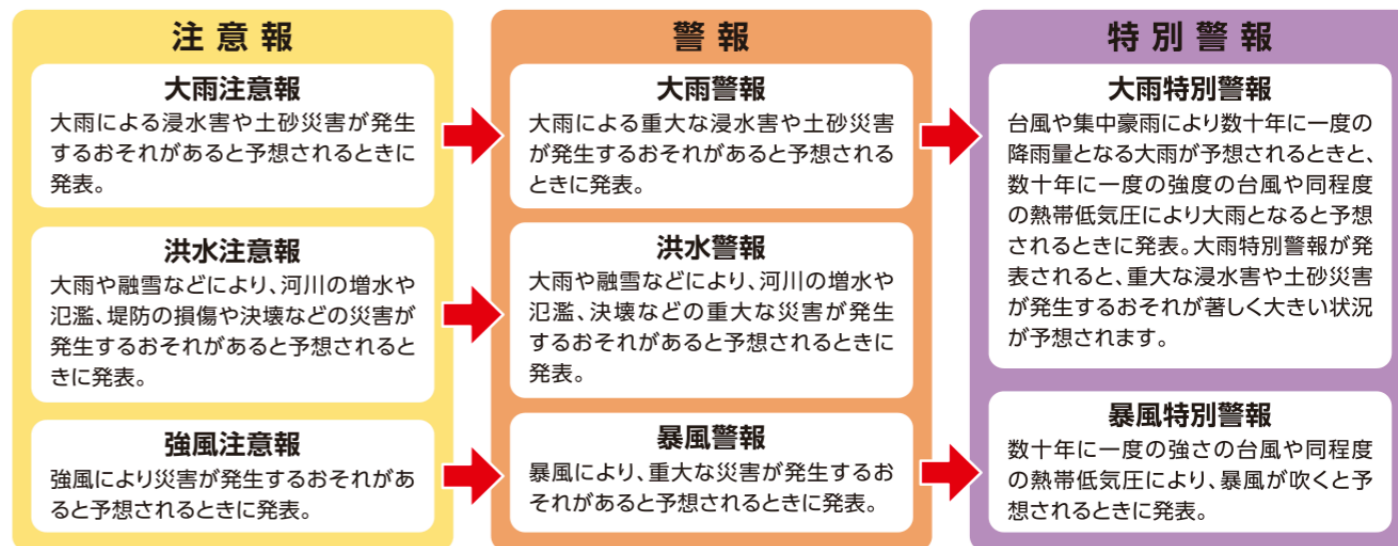 注意報
大雨注意報
大雨による浸水害や土砂災害が発生
するおそれがあると予想されるときに
発表。
洪水注意報
大雨や融雪などにより、河川の増水や
氾濫、堤防の損傷や決壊などの災害が
発生するおそれがあると予想されると
きに発表。
強風注意報
強風により災害が発生するおそれがあ
ると予想されるときに発表。
警報
大雨警報
大雨による重大な浸水害や土砂災害
が発生するおそれがあると予想される
ときに発表。
洪水警報
大雨や融雪などにより、河川の増水や
氾濫、決壊などの重大な災害が発生
するおそれがあると予想されるときに
発表。
暴風警報
暴風により、重大な災害が発生するお
それがあると予想されるときに発表。
特別警報
大雨特別警報
台風や集中豪雨により数十年に一度の
降雨量となる大雨が予想されるときと、
数十年に一度の強度の台風や同程度
の熱帯低気圧により大雨となると予想
されるときに発表。大雨特別警報が発
表されると、重大な浸水害や土砂災害
が発生するおそれが著しく大きい状況
が予想されます。
暴風特別警報
数十年に一度の強さの台風や同程度
の熱帯低気圧により、暴風が吹くと予
想されるときに発表。